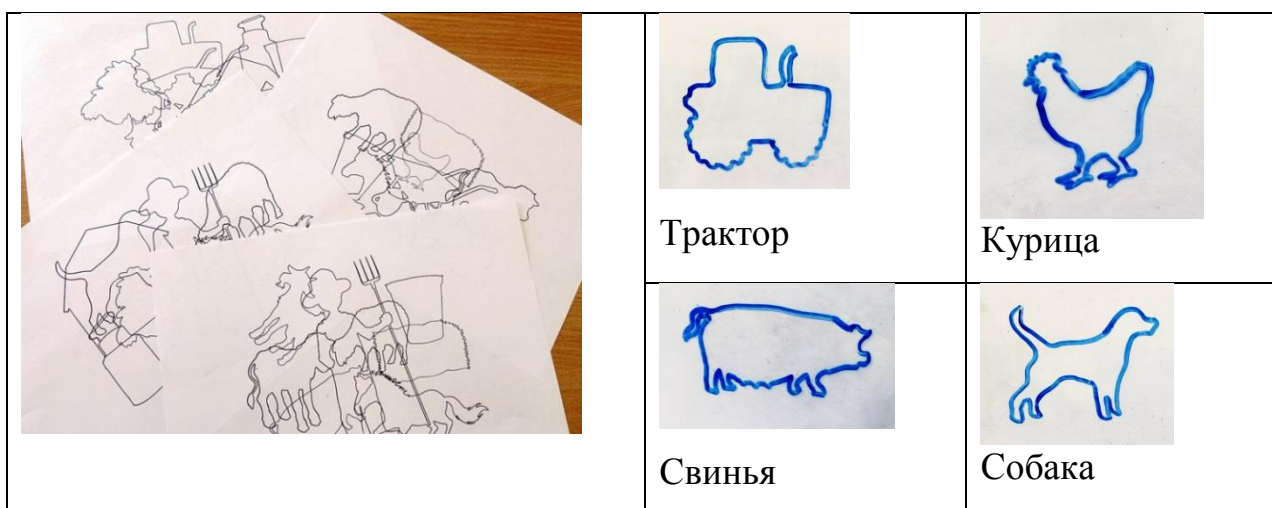 Трактор
Курица
Свинья
Собака